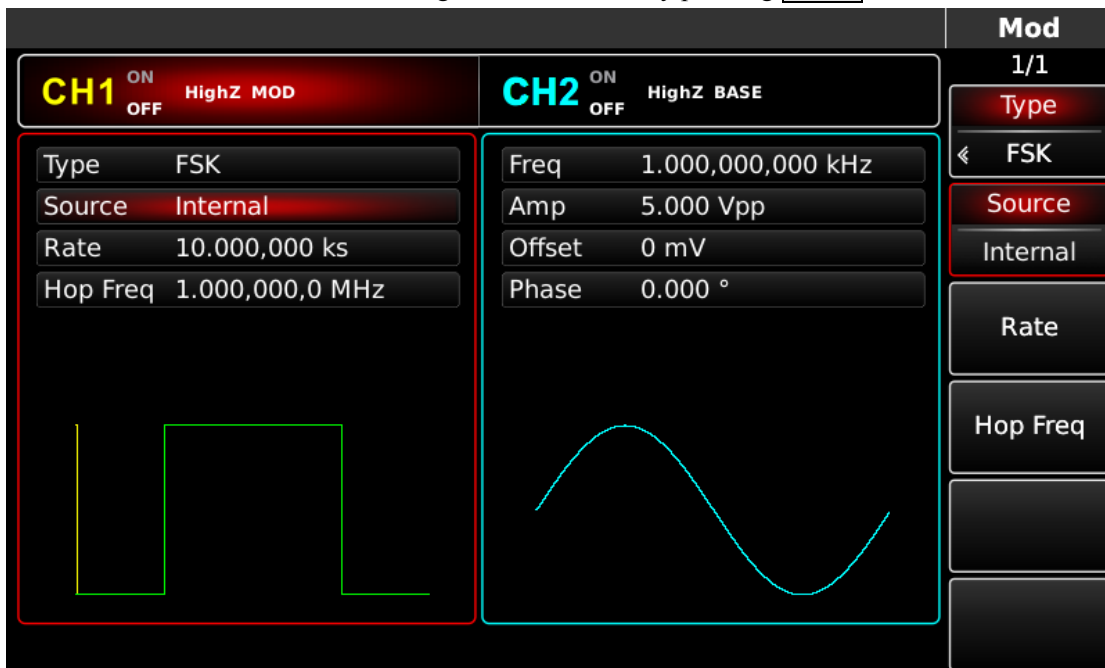 Mod
1/1
CH1 ON OFF HighZ MOD
CH2 ON OFF HighZ BASE
Type
« FSK
Type FSK
Source Internal
Rate 10.000,000 ks
Hop Freq 1.000,000,0 MHz
Freq 1.000,000,000 kHz
Amp 5.000 Vpp
Offset 0 mV
Phase 0.000 °
Source
Internal
Rate
Hop Freq